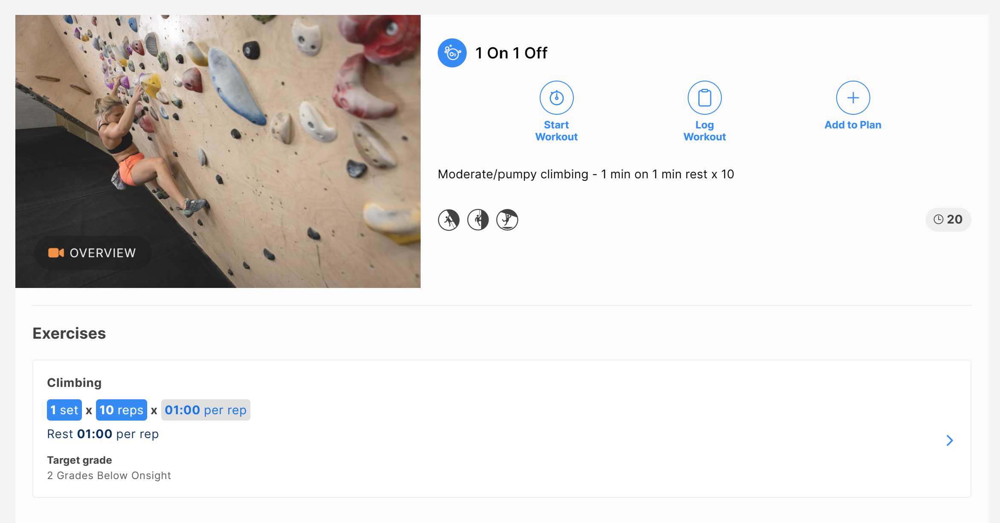 O₂
1 On 1 Off
Start
Workout
Log
Workout
Add to Plan
Moderate/pumpy climbing - 1 min on 1 min rest x 10
20
OVERVIEW
Exercises
Climbing
1 set x 10 reps x 01:00 per rep
Rest 01:00 per rep
Target grade
2 Grades Below Onsight